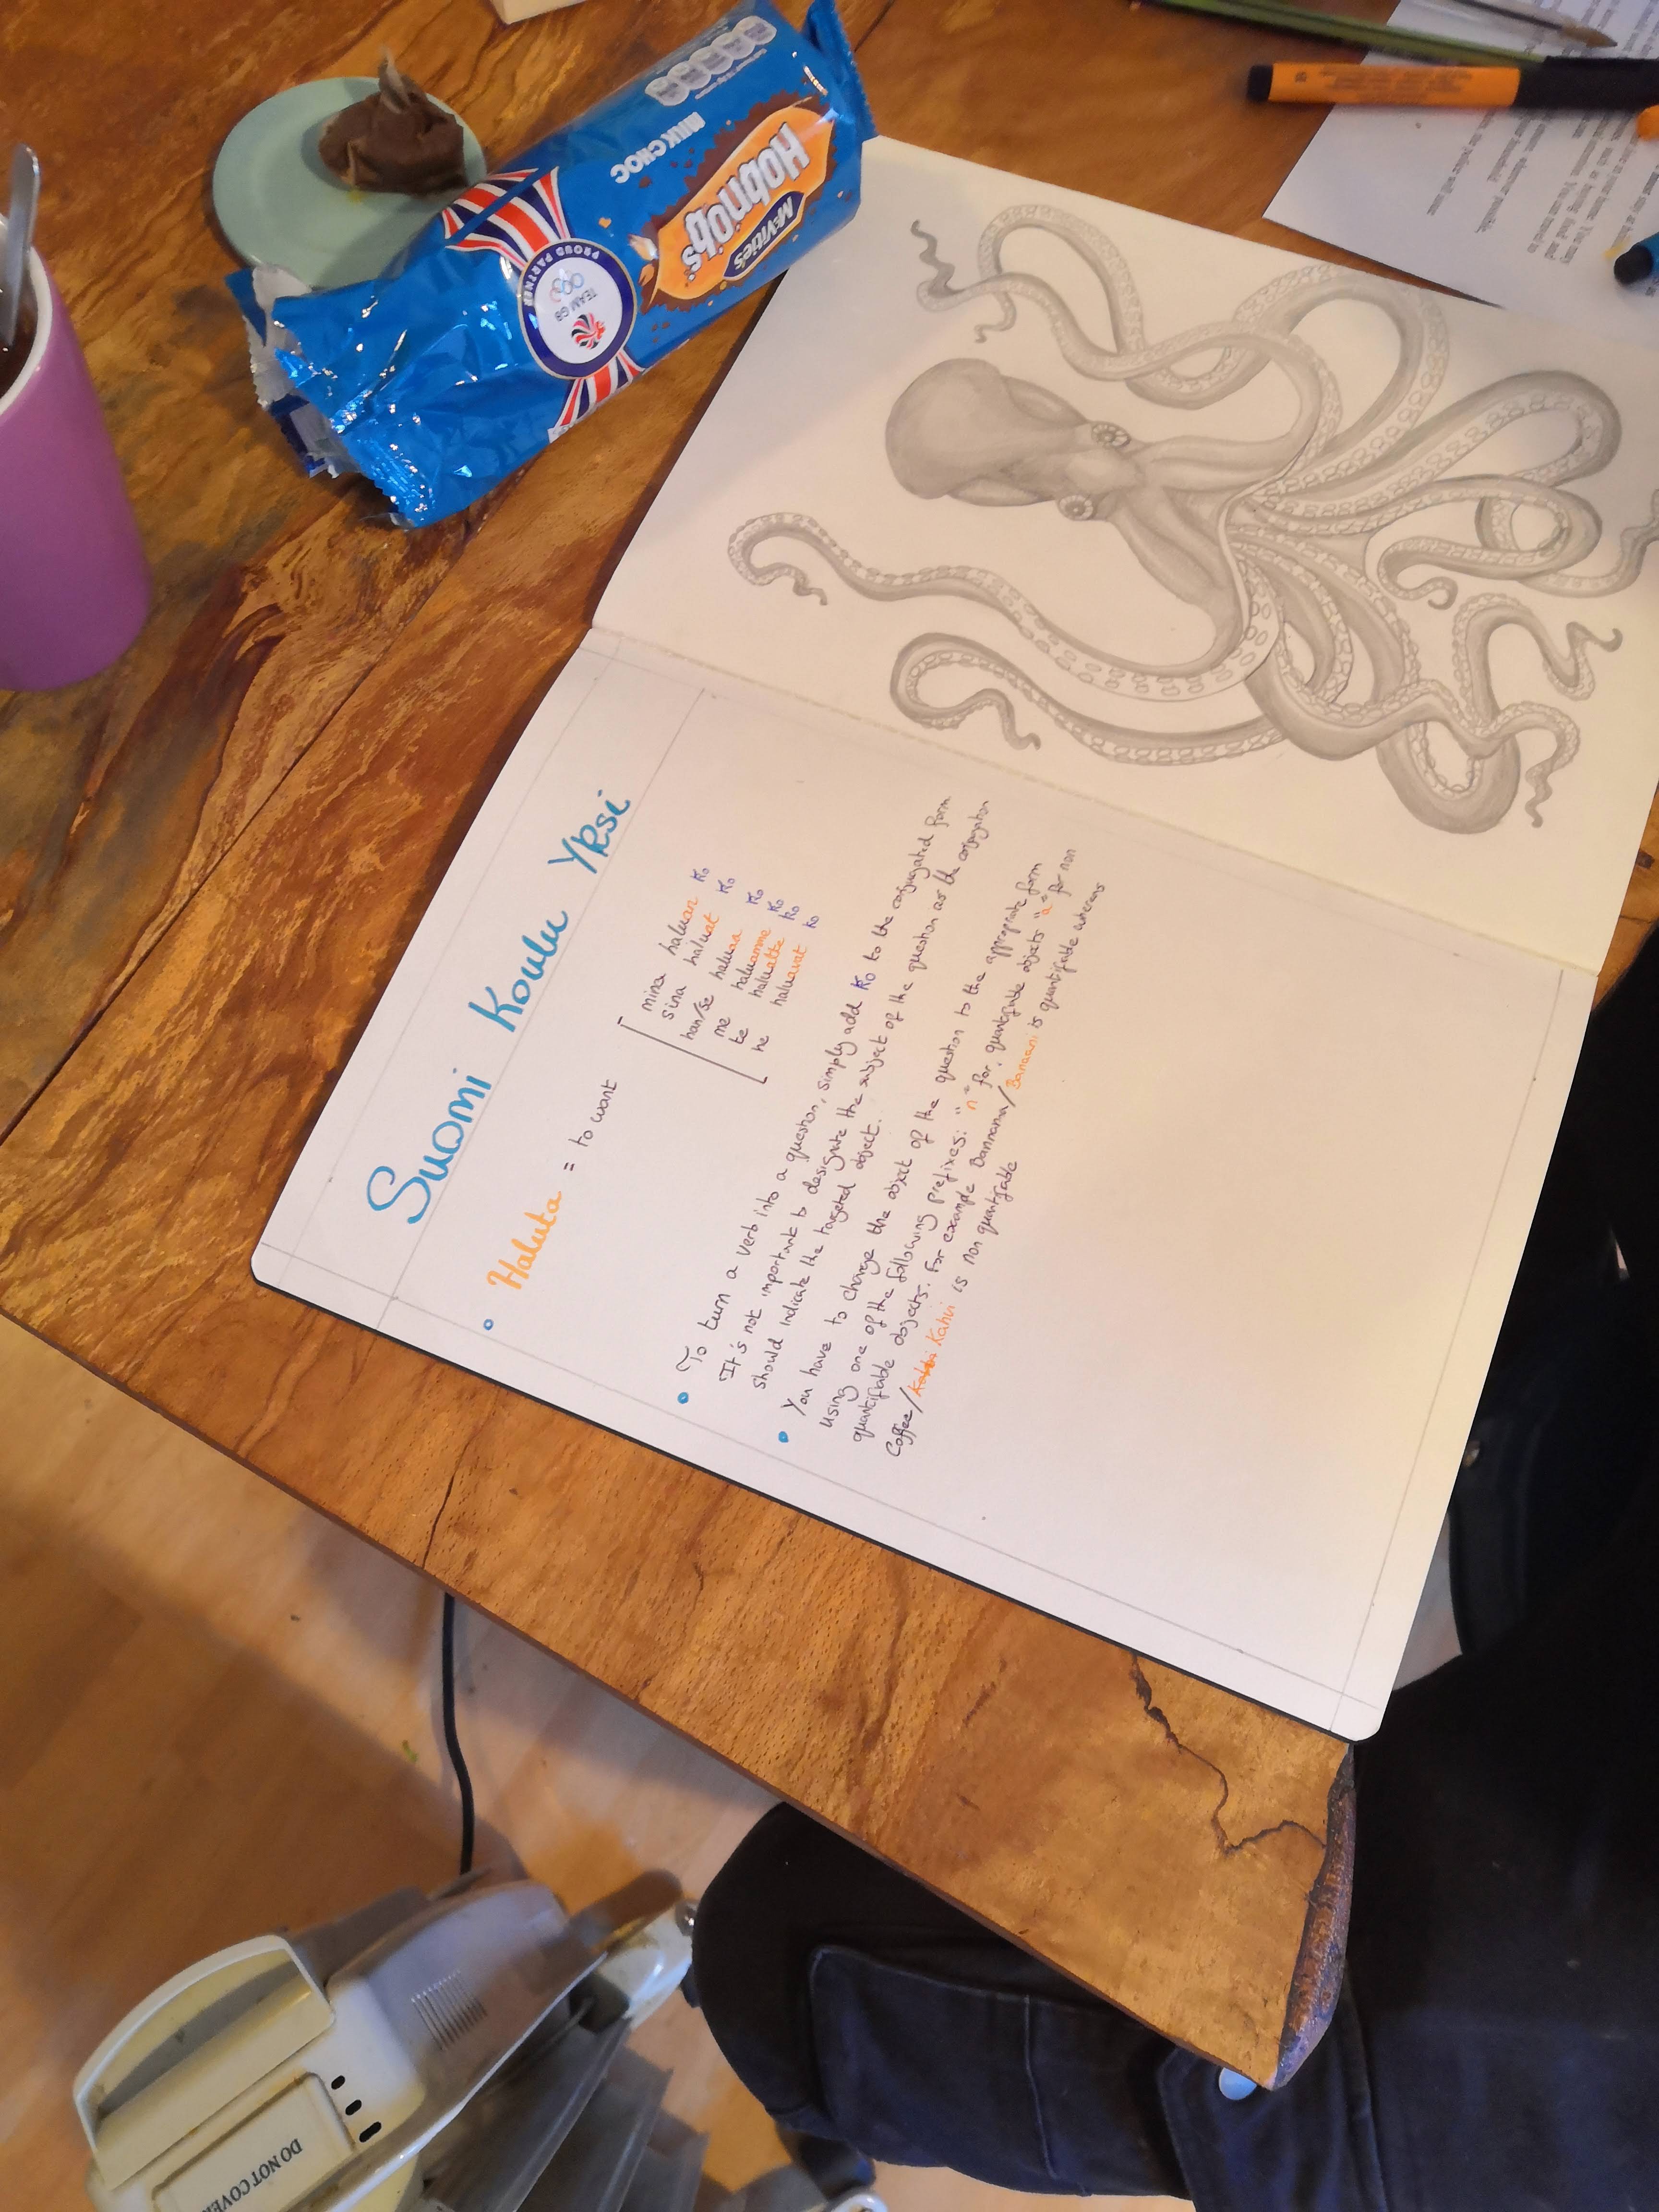 Suomi Koulu Yksi
Haluta = to want
mina haluan ko
sina haluat ko
han/se haluaa ko
me haluamme ko
te haluatte ko
he haluavat ko
To turn a verb into a question, simply add ko to the conjugated form
It's not important to designate the subject of the question as the conjugation
should indicate the targeted object.
You have to change the object of the question to the appropriate form
using one of the following prefixes: "n" for quantifiable objects "a" for non
quantifiable objects. For example Bannana/Banaani is quantifiable whereas
Coffee/Kahvi is non quantifiable
McVitie's
Hobnobs
MILK CHOC
PROUD PARTNER
TEAM GB
DO NOT COVER